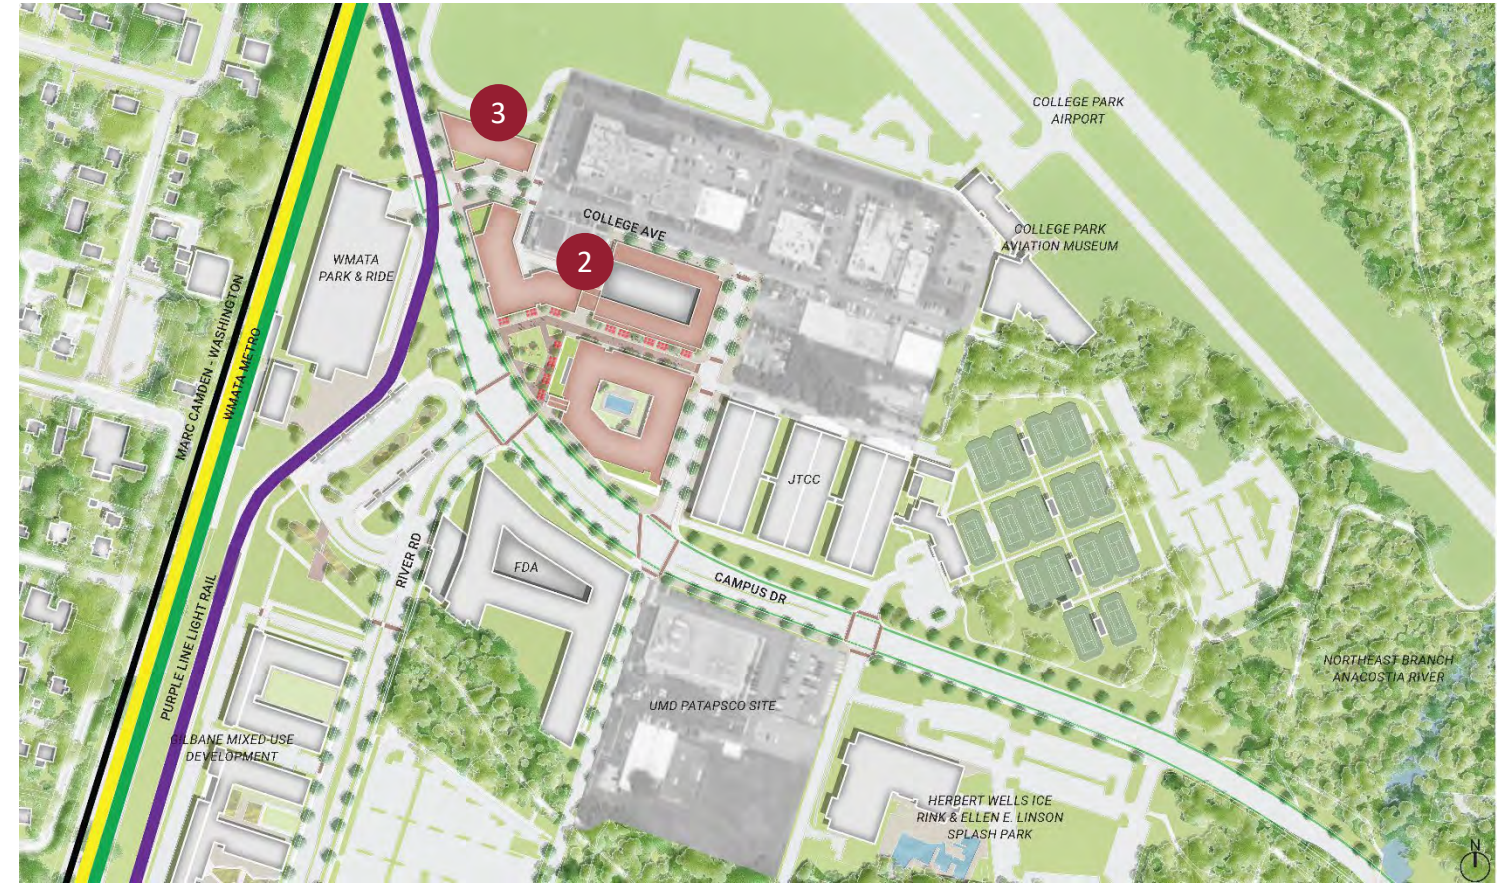 3
COLLEGE PARK
AIRPORT
COLLEGE AVE
COLLEGE PARK
AVIATION MUSEUM
2
WMATA
PARK & RIDE
MARC CAMDEN - WASHINGTON
WMATA METRO
JTCC
RIVER RD
FDA
CAMPUS DR
PURPLE LINE LIGHT RAIL
NORTHEAST BRANCH
ANACOSTIA RIVER
UMD PATAPSCO SITE
GILBANE MIXED-USE
DEVELOPMENT
HERBERT WELLS ICE
RINK & ELLEN E. LINSON
SPLASH PARK
N